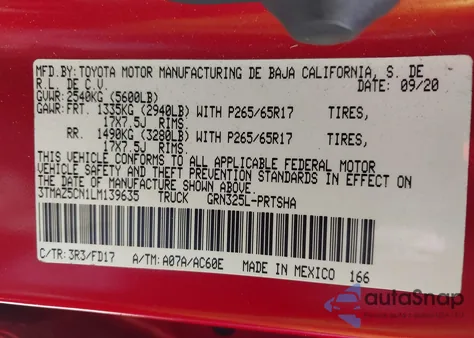 MFD.BY: TOYOTA MOTOR MANUFACTURING DE BAJA CALIFORNIA, S. DE
R.L. DE C.V. DATE: 09/20
GVWR: 2540KG (5600LB)
GAWR: FRT. 1335KG (2940LB) WITH P265/65R17 TIRES,
17X7.5J RIMS
RR. 1490KG (3280LB) WITH P265/65R17 TIRES,
17X7.5J RIMS
THIS VEHICLE CONFORMS TO ALL APPLICABLE FEDERAL MOTOR
VEHICLE SAFETY AND THEFT PREVENTION STANDARDS IN EFFECT ON
THE DATE OF MANUFACTURE SHOWN ABOVE.
3TMAZ5CN1LM139635 TRUCK GRN325L-PRTSHA
C/TR: 3R3/FD17 A/TM: A07A/AC60E MADE IN MEXICO 166
autoSnap